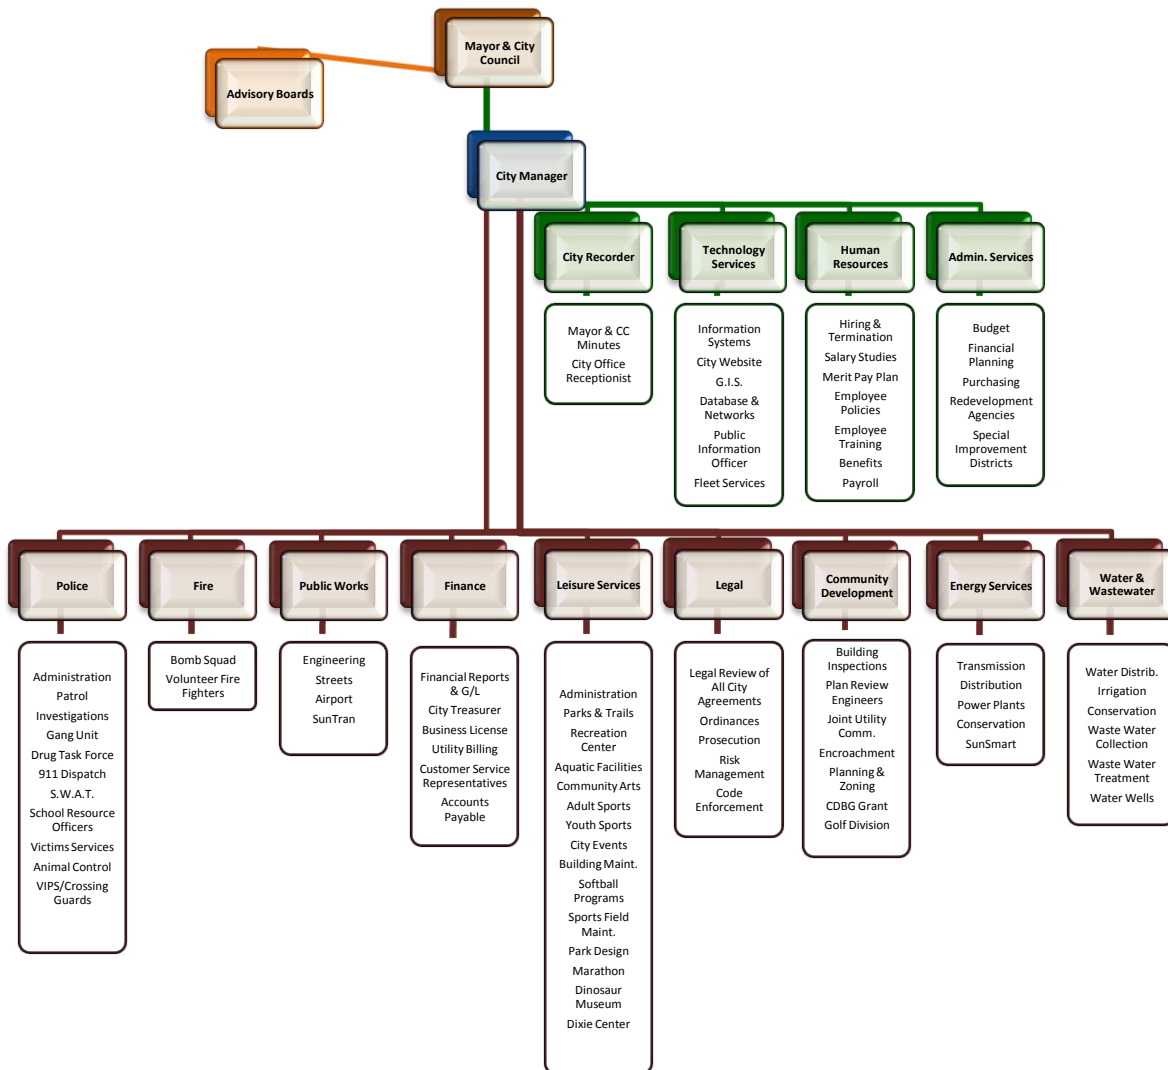 Mayor & City
Council
Advisory Boards
City Manager
City Recorder
Technology
Services
Human
Resources
Admin. Services
Mayor & CC
Minutes
City Office
Receptionist
Information
Systems
City Website
G.I.S.
Database &
Networks
Public
Information
Officer
Fleet Services
Hiring &
Termination
Salary Studies
Merit Pay Plan
Employee
Policies
Employee
Training
Benefits
Payroll
Budget
Financial
Planning
Purchasing
Redevelopment
Agencies
Special
Improvement
Districts
Police
Fire
Public Works
Finance
Leisure Services
Legal
Community
Development
Energy Services
Water &
Wastewater
Administration
Patrol
Investigations
Gang Unit
Drug Task Force
911 Dispatch
S.W.A.T.
School Resource
Officers
Victims Services
Animal Control
VIPS/Crossing
Guards
Bomb Squad
Volunteer Fire
Fighters
Engineering
Streets
Airport
SunTran
Financial Reports
& G/L
City Treasurer
Business License
Utility Billing
Customer Service
Representatives
Accounts
Payable
Administration
Parks & Trails
Recreation
Center
Aquatic Facilities
Community Arts
Adult Sports
Youth Sports
City Events
Building Maint.
Softball
Programs
Sports Field
Maint.
Park Design
Marathon
Dinosaur
Museum
Dixie Center
Legal Review of
All City
Agreements
Ordinances
Prosecution
Risk
Management
Code
Enforcement
Building
Inspections
Plan Review
Engineers
Joint Utility
Comm.
Encroachment
Planning &
Zoning
CDBG Grant
Golf Division
Transmission
Distribution
Power Plants
Conservation
SunSmart
Water Distrib.
Irrigation
Conservation
Waste Water
Collection
Waste Water
Treatment
Water Wells